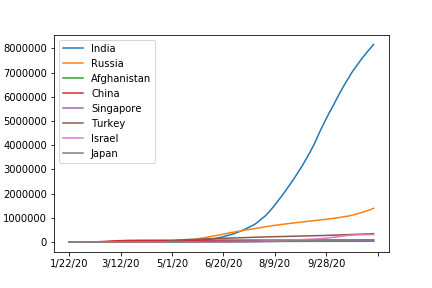 8000000
7000000
6000000
5000000
4000000
3000000
2000000
1000000
0
India
Russia
Afghanistan
China
Singapore
Turkey
Israel
Japan
1/22/20 3/12/20 5/1/20 6/20/20 8/9/20 9/28/20